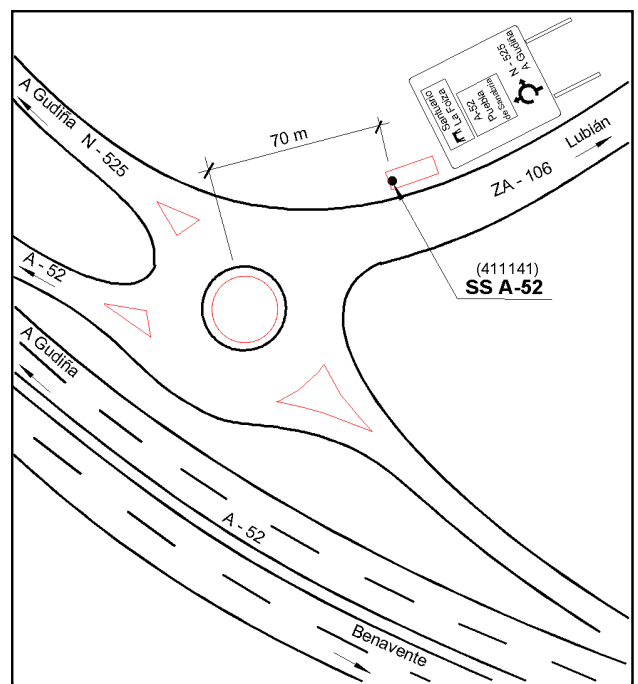 A Gudiña N - 525
70 m
Santuario
La Foiza
A-52
Puebla
de Sanabria
N - 525
A Gudiña
Lubián
ZA - 106
(411141)
SS A-52
A - 52
A Gudiña
A - 52
Benavente